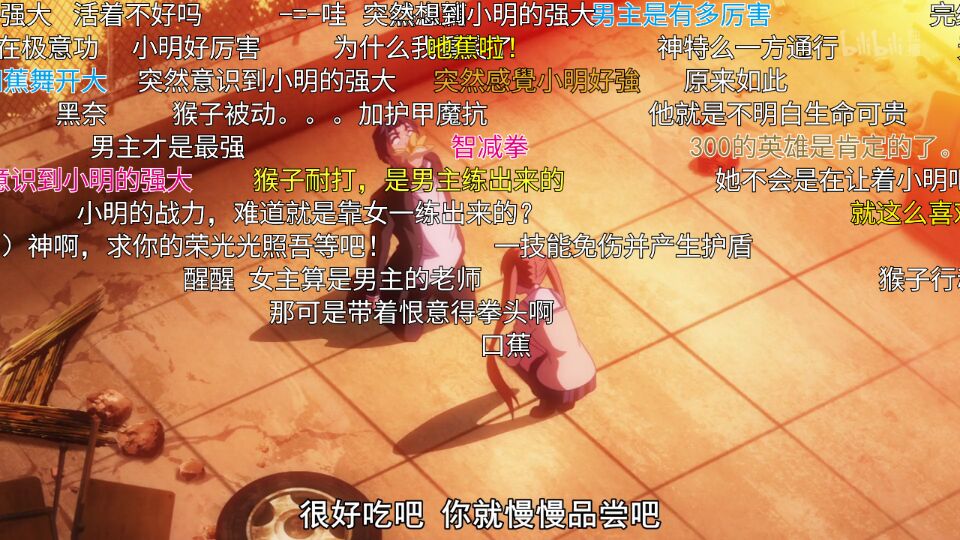 强大 活着不好吗 -=-哇 突然想到小明的强大 男主是有多厉害 完
在极意功 小明好厉害 为什么我 她蕉啦! 神特么一方通行 bilibili
蕉舞开大 突然意识到小明的强大 突然感覺小明好強 原来如此
黑奈 猴子被动。。。加护甲魔抗 他就是不明白生命可贵
男主才是最强 智减拳 300的英雄是肯定的了。
意识到小明的强大 猴子耐打,是男主练出来的 她不会是在让着小明吧
小明的战力,难道就是靠女一练出来的? 就这么喜欢
)神啊,求你的荣光光照吾等吧! 一技能免伤并产生护盾
醒醒 女主算是男主的老师 猴子行
那可是带着恨意得拳头啊
口蕉
很好吃吧 你就慢慢品尝吧